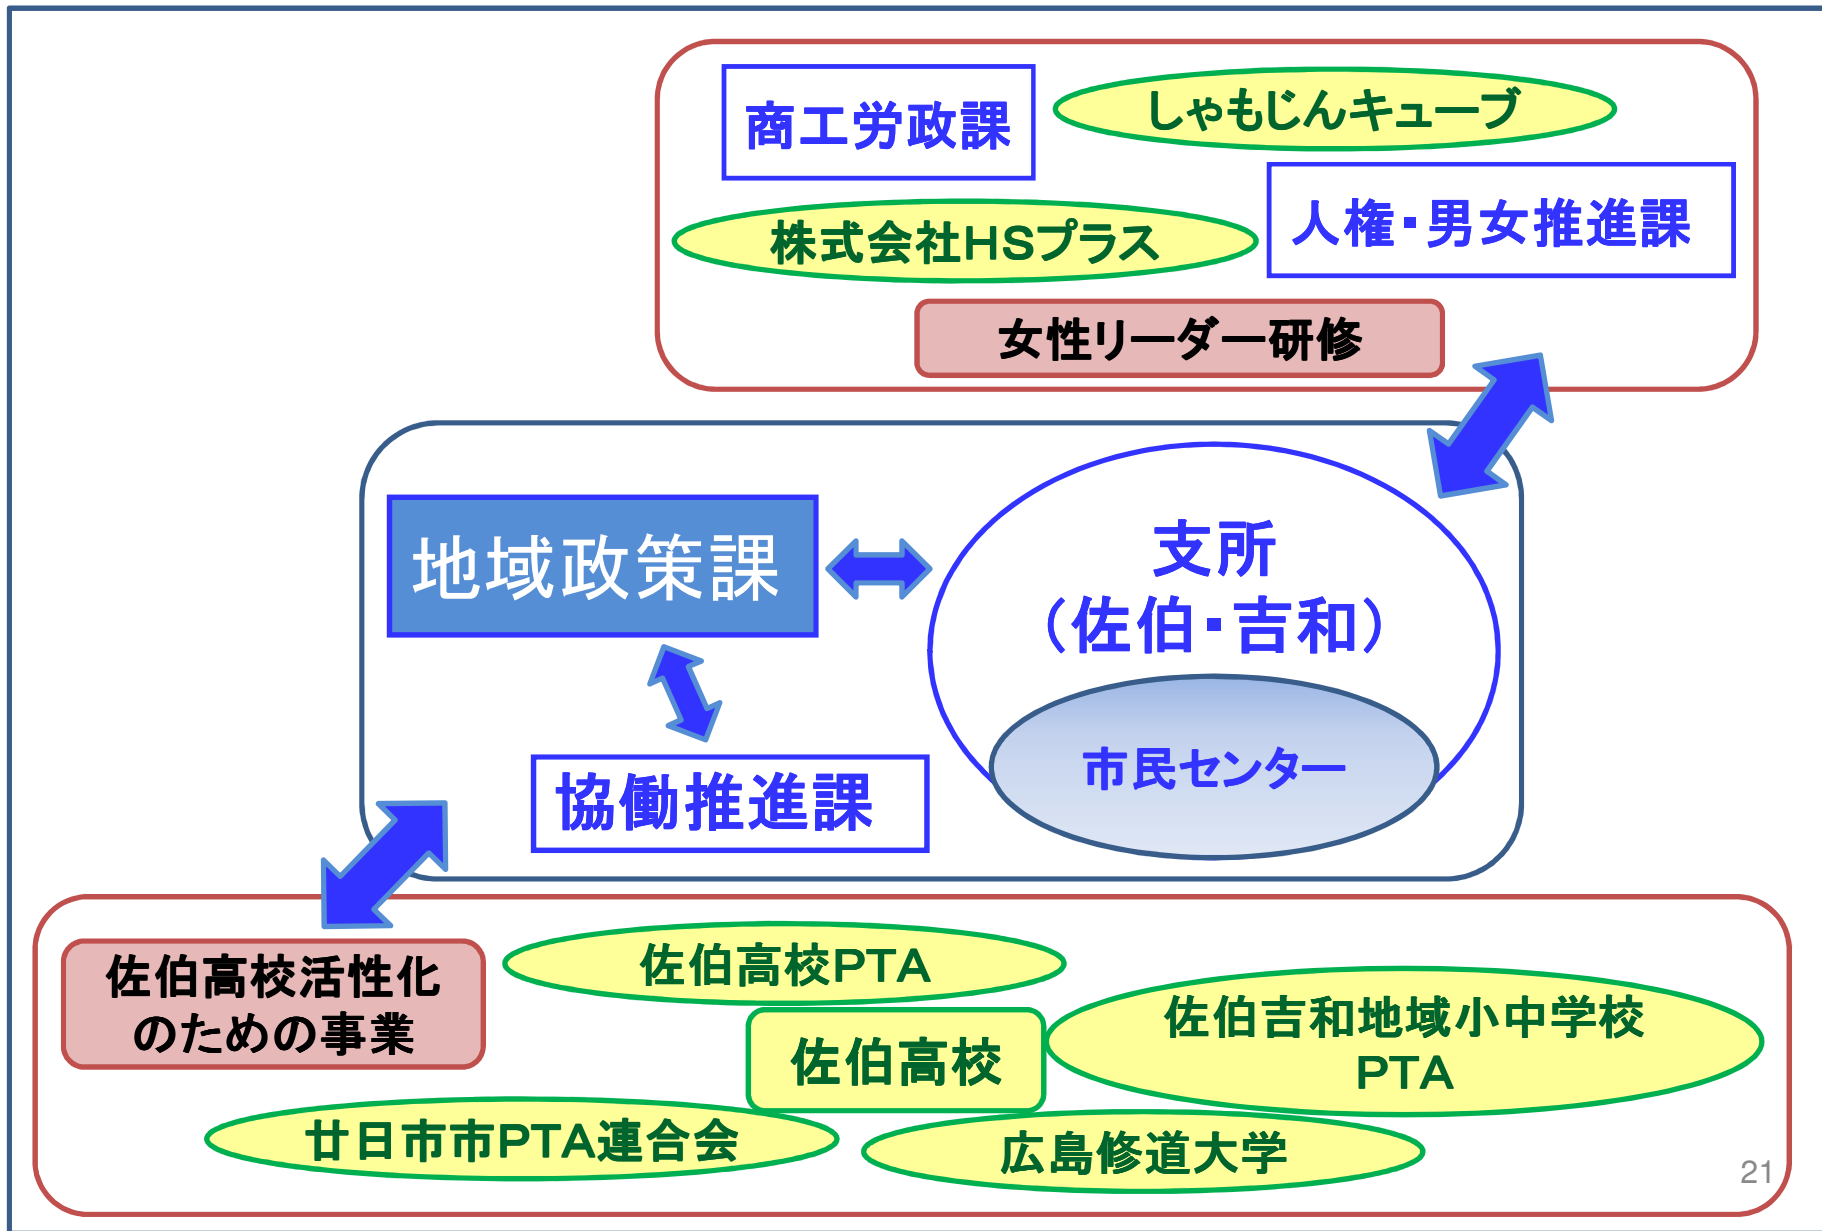 商工労政課
しゃもじんキューブ
人権・男女推進課
株式会社HSプラス
女性リーダー研修
地域政策課
支所
（佐伯・吉和）
市民センター
協働推進課
佐伯高校活性化
のための事業
佐伯高校PTA
佐伯高校
佐伯吉和地域小中学校
PTA
廿日市市PTA連合会
広島修道大学
21